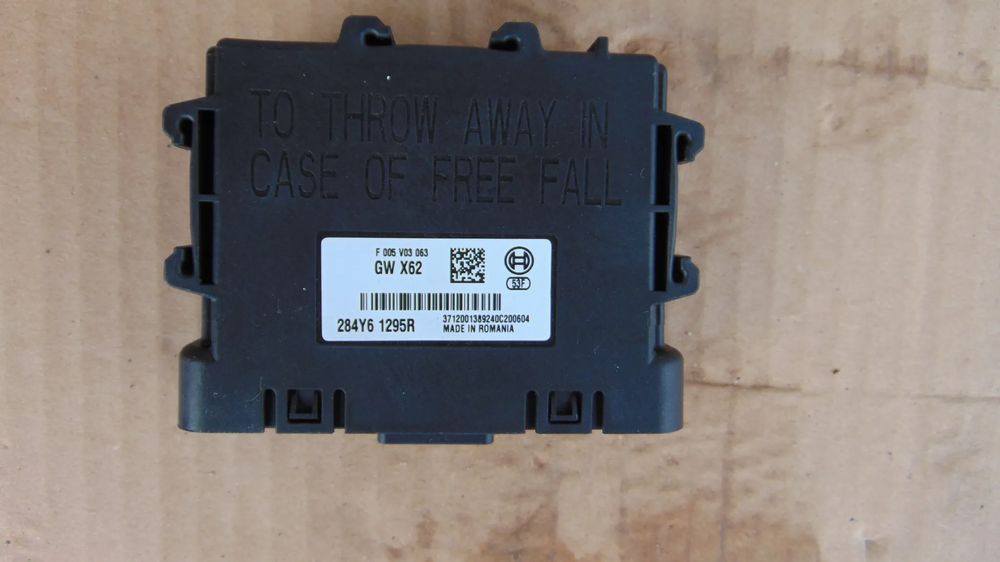 TO THROW AWAY IN
CASE OF FREE FALL
F 005 V03 063
GW X62
53F
284Y6 1295R
3712001389240C200604
MADE IN ROMANIA